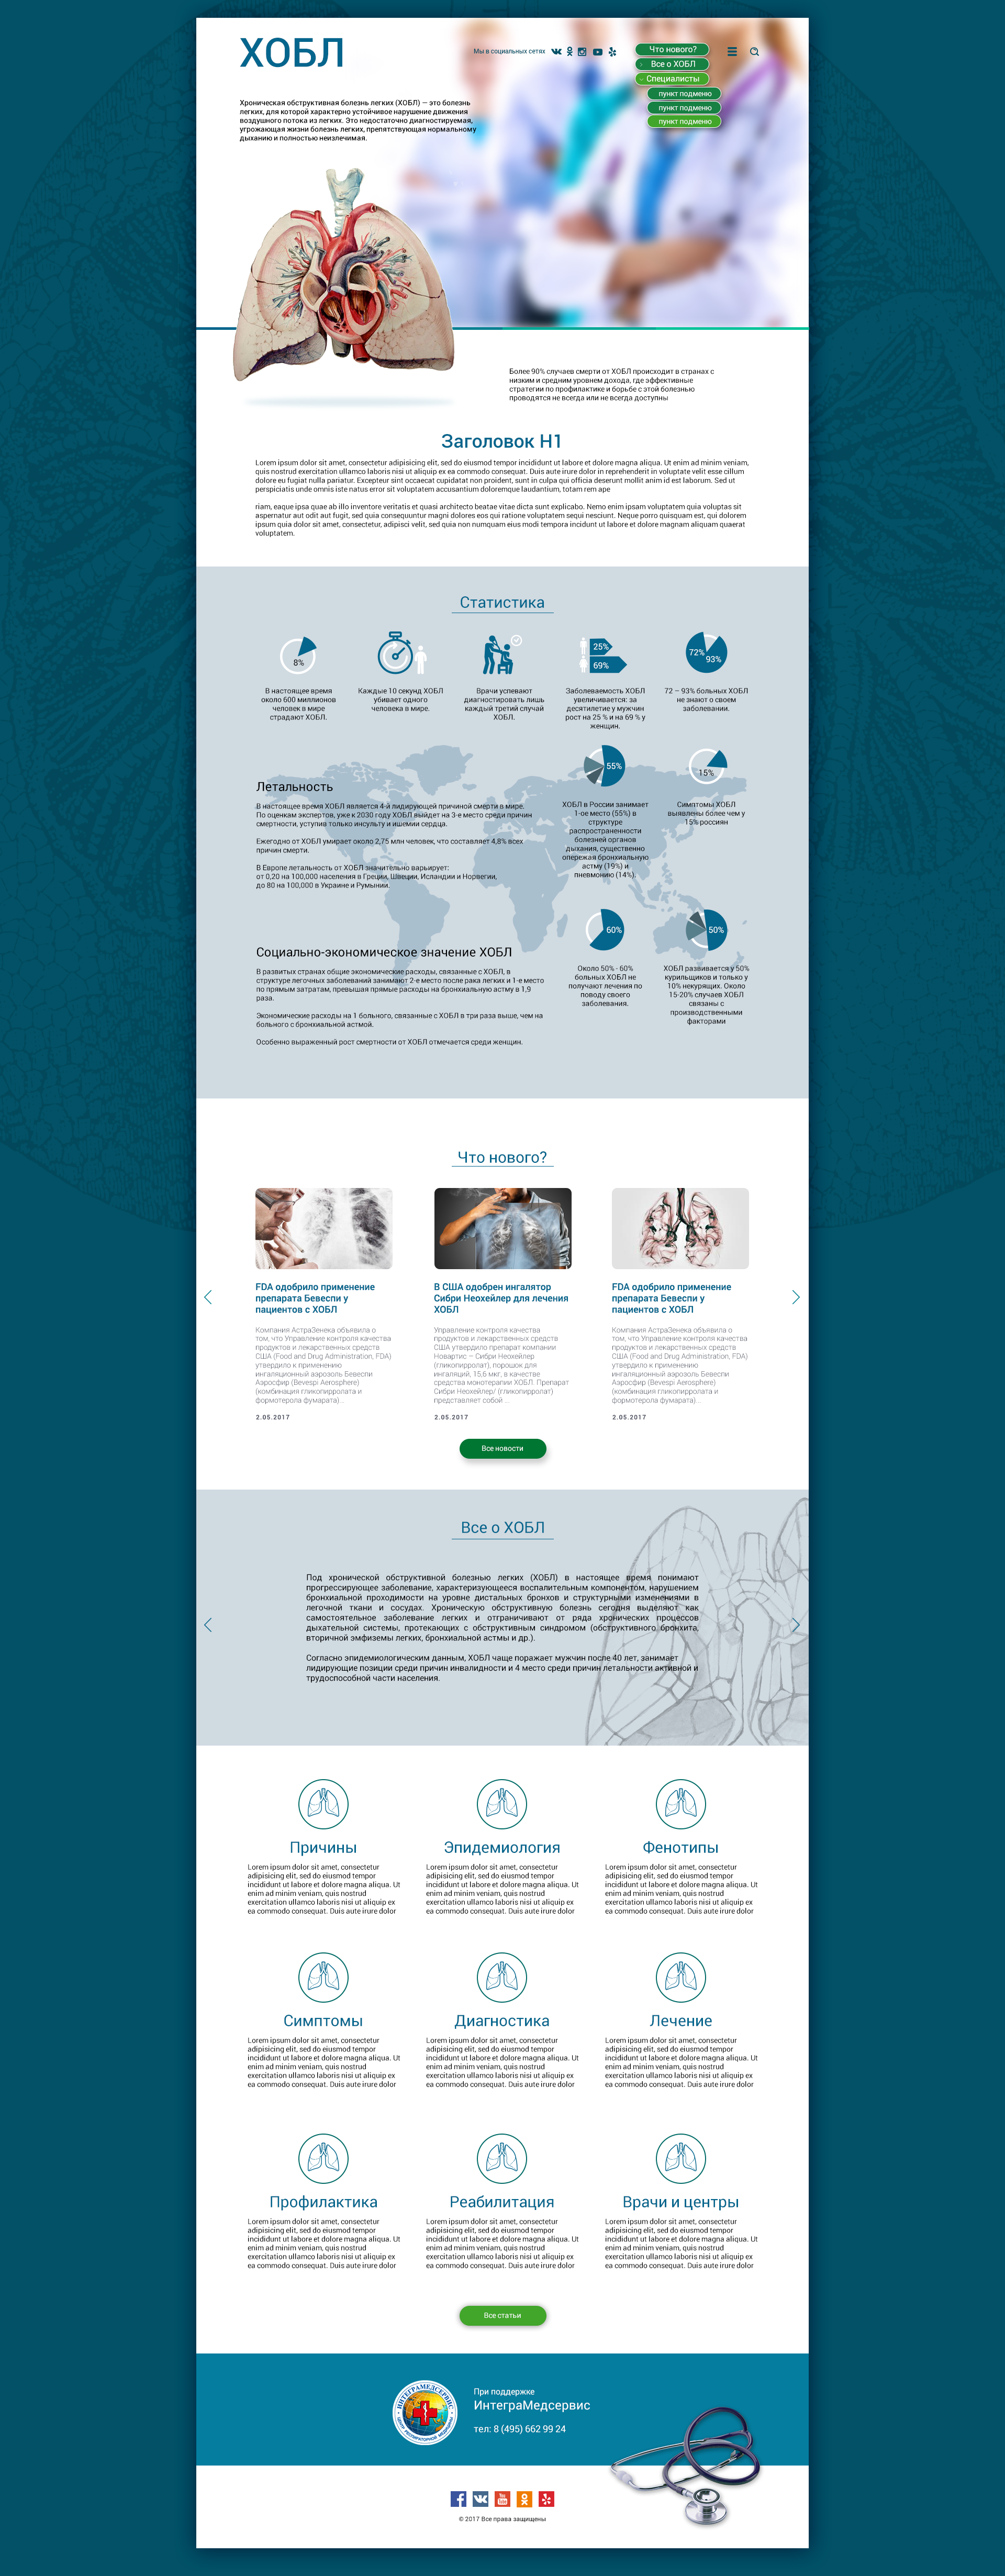 ХОБЛ
Мы в социальных сетях
Что нового?
Все о ХОБЛ
Специалисты
пункт подменю
пункт подменю
пункт подменю
Хроническая обструктивная болезнь легких (ХОБЛ) — это болезнь
легких, для которой характерно устойчивое нарушение движения
воздушного потока из легких. Это недостаточно диагностируемая,
угрожающая жизни болезнь легких, препятствующая нормальному
дыханию и полностью неизлечимая.
Более 90% случаев смерти от ХОБЛ происходит в странах с
низким и средним уровнем дохода, где эффективные
стратегии по профилактике и борьбе с этой болезнью
проводятся не всегда или не всегда доступны
Заголовок H1
Lorem ipsum dolor sit amet, consectetur adipisicing elit, sed do eiusmod tempor incididunt ut labore et dolore magna aliqua. Ut enim ad minim veniam,
quis nostrud exercitation ullamco laboris nisi ut aliquip ex ea commodo consequat. Duis aute irure dolor in reprehenderit in voluptate velit esse cillum
dolore eu fugiat nulla pariatur. Excepteur sint occaecat cupidatat non proident, sunt in culpa qui officia deserunt mollit anim id est laborum. Sed ut
perspiciatis unde omnis iste natus error sit voluptatem accusantium doloremque laudantium, totam rem ape
riam, eaque ipsa quae ab illo inventore veritatis et quasi architecto beatae vitae dicta sunt explicabo. Nemo enim ipsam voluptatem quia voluptas sit
aspernatur aut odit aut fugit, sed quia consequuntur magni dolores eos qui ratione voluptatem sequi nesciunt. Neque porro quisquam est, qui dolorem
ipsum quia dolor sit amet, consectetur, adipisci velit, sed quia non numquam eius modi tempora incidunt ut labore et dolore magnam aliquam quaerat
voluptatem.
Статистика
8%
25%
69%
72%
93%
В настоящее время
около 600 миллионов
человек в мире
страдают ХОБЛ.
Каждые 10 секунд ХОБЛ
убивает одного
человека в мире.
Врачи успевают
диагностировать лишь
каждый третий случай
ХОБЛ.
Заболеваемость ХОБЛ
увеличивается: за
десятилетие у мужчин
рост на 25 % и на 69 % у
женщин.
72 – 93% больных ХОБЛ
не знают о своем
заболевании.
Летальность
В настоящее время ХОБЛ является 4-й лидирующей причиной смерти в мире.
По оценкам экспертов, уже к 2030 году ХОБЛ выйдет на 3-е место среди причин
смертности, уступив только инсульту и ишемии сердца.
Ежегодно от ХОБЛ умирает около 2,75 млн человек, что составляет 4,8% всех
причин смерти.
В Европе летальность от ХОБЛ значительно варьирует:
от 0,20 на 100,000 населения в Греции, Швеции, Исландии и Норвегии,
до 80 на 100,000 в Украине и Румынии.
55%
15%
ХОБЛ в России занимает
1-ое место (55%) в
структуре
распространенности
болезней органов
дыхания, существенно
опережая бронхиальную
астму (19%) и
пневмонию (14%).
Симптомы ХОБЛ
выявлены более чем у
15% россиян
Социально-экономическое значение ХОБЛ
В развитых странах общие экономические расходы, связанные с ХОБЛ, в
структуре легочных заболеваний занимают 2-е место после рака легких и 1-е место
по прямым затратам, превышая прямые расходы на бронхиальную астму в 1,9
раза.
Экономические расходы на 1 больного, связанные с ХОБЛ в три раза выше, чем на
больного с бронхиальной астмой.
Особенно выраженный рост смертности от ХОБЛ отмечается среди женщин.
60%
50%
Около 50% - 60%
больных ХОБЛ не
получают лечения по
поводу своего
заболевания.
ХОБЛ развивается у 50%
курильщиков и только у
10% некурящих. Около
15-20% случаев ХОБЛ
связаны с
производственными
факторами
Что нового?
FDA одобрило применение
препарата Бевеспи у
пациентов с ХОБЛ
Компания АстраЗенека объявила о
том, что Управление контроля качества
продуктов и лекарственных средств
США (Food and Drug Administration, FDA)
утвердило к применению
ингаляционный аэрозоль Бевеспи
Аэросфир (Bevespi Aerosphere)
(комбинация гликопирролата и
формотерола фумарата)...
2.05.2017
В США одобрен ингалятор
Сибри Неохейлер для лечения
ХОБЛ
Управление контроля качества
продуктов и лекарственных средств
США утвердило препарат компании
Новартис – Сибри Неохейлер
(гликопирролат), порошок для
ингаляций, 15,6 мкг, в качестве
средства монотерапии ХОБЛ. Препарат
Сибри Неохейлер/ (гликопирролат)
представляет собой ...
2.05.2017
FDA одобрило применение
препарата Бевеспи у
пациентов с ХОБЛ
Компания АстраЗенека объявила о
том, что Управление контроля качества
продуктов и лекарственных средств
США (Food and Drug Administration, FDA)
утвердило к применению
ингаляционный аэрозоль Бевеспи
Аэросфир (Bevespi Aerosphere)
(комбинация гликопирролата и
формотерола фумарата)...
2.05.2017
Все новости
Все о ХОБЛ
Под хронической обструктивной болезнью легких (ХОБЛ) в настоящее время понимают
прогрессирующее заболевание, характеризующееся воспалительным компонентом, нарушением
бронхиальной проходимости на уровне дистальных бронхов и структурными изменениями в
легочной ткани и сосудах. Хроническую обструктивную болезнь сегодня выделяют как
самостоятельное заболевание легких и отграничивают от ряда хронических процессов
дыхательной системы, протекающих с обструктивным синдромом (обструктивного бронхита,
вторичной эмфиземы легких, бронхиальной астмы и др.).
Согласно эпидемиологическим данным, ХОБЛ чаще поражает мужчин после 40 лет, занимает
лидирующие позиции среди причин инвалидности и 4 место среди причин летальности активной и
трудоспособной части населения.
Причины
Lorem ipsum dolor sit amet, consectetur
adipisicing elit, sed do eiusmod tempor
incididunt ut labore et dolore magna aliqua. Ut
enim ad minim veniam, quis nostrud
exercitation ullamco laboris nisi ut aliquip ex
ea commodo consequat. Duis aute irure dolor
Эпидемиология
Lorem ipsum dolor sit amet, consectetur
adipisicing elit, sed do eiusmod tempor
incididunt ut labore et dolore magna aliqua. Ut
enim ad minim veniam, quis nostrud
exercitation ullamco laboris nisi ut aliquip ex
ea commodo consequat. Duis aute irure dolor
Фенотипы
Lorem ipsum dolor sit amet, consectetur
adipisicing elit, sed do eiusmod tempor
incididunt ut labore et dolore magna aliqua. Ut
enim ad minim veniam, quis nostrud
exercitation ullamco laboris nisi ut aliquip ex
ea commodo consequat. Duis aute irure dolor
Симптомы
Lorem ipsum dolor sit amet, consectetur
adipisicing elit, sed do eiusmod tempor
incididunt ut labore et dolore magna aliqua. Ut
enim ad minim veniam, quis nostrud
exercitation ullamco laboris nisi ut aliquip ex
ea commodo consequat. Duis aute irure dolor
Диагностика
Lorem ipsum dolor sit amet, consectetur
adipisicing elit, sed do eiusmod tempor
incididunt ut labore et dolore magna aliqua. Ut
enim ad minim veniam, quis nostrud
exercitation ullamco laboris nisi ut aliquip ex
ea commodo consequat. Duis aute irure dolor
Лечение
Lorem ipsum dolor sit amet, consectetur
adipisicing elit, sed do eiusmod tempor
incididunt ut labore et dolore magna aliqua. Ut
enim ad minim veniam, quis nostrud
exercitation ullamco laboris nisi ut aliquip ex
ea commodo consequat. Duis aute irure dolor
Профилактика
Lorem ipsum dolor sit amet, consectetur
adipisicing elit, sed do eiusmod tempor
incididunt ut labore et dolore magna aliqua. Ut
enim ad minim veniam, quis nostrud
exercitation ullamco laboris nisi ut aliquip ex
ea commodo consequat. Duis aute irure dolor
Реабилитация
Lorem ipsum dolor sit amet, consectetur
adipisicing elit, sed do eiusmod tempor
incididunt ut labore et dolore magna aliqua. Ut
enim ad minim veniam, quis nostrud
exercitation ullamco laboris nisi ut aliquip ex
ea commodo consequat. Duis aute irure dolor
Врачи и центры
Lorem ipsum dolor sit amet, consectetur
adipisicing elit, sed do eiusmod tempor
incididunt ut labore et dolore magna aliqua. Ut
enim ad minim veniam, quis nostrud
exercitation ullamco laboris nisi ut aliquip ex
ea commodo consequat. Duis aute irure dolor
Все статьи
ИНТЕГРАМЕДСЕРВИС
При поддержке
ИнтеграМедсервис
тел: 8 (495) 662 99 24
© 2017 Все права защищены